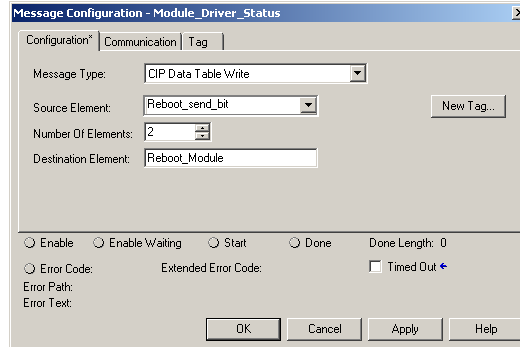 Message Configuration - Module_Driver_Status
Configuration* Communication Tag
Message Type: CIP Data Table Write
Source Element: Reboot_send_bit New Tag...
Number Of Elements: 2
Destination Element: Reboot_Module
Enable Enable Waiting Start Done Done Length: 0
Error Code: Extended Error Code: Timed Out ←
Error Path:
Error Text:
OK Cancel Apply Help